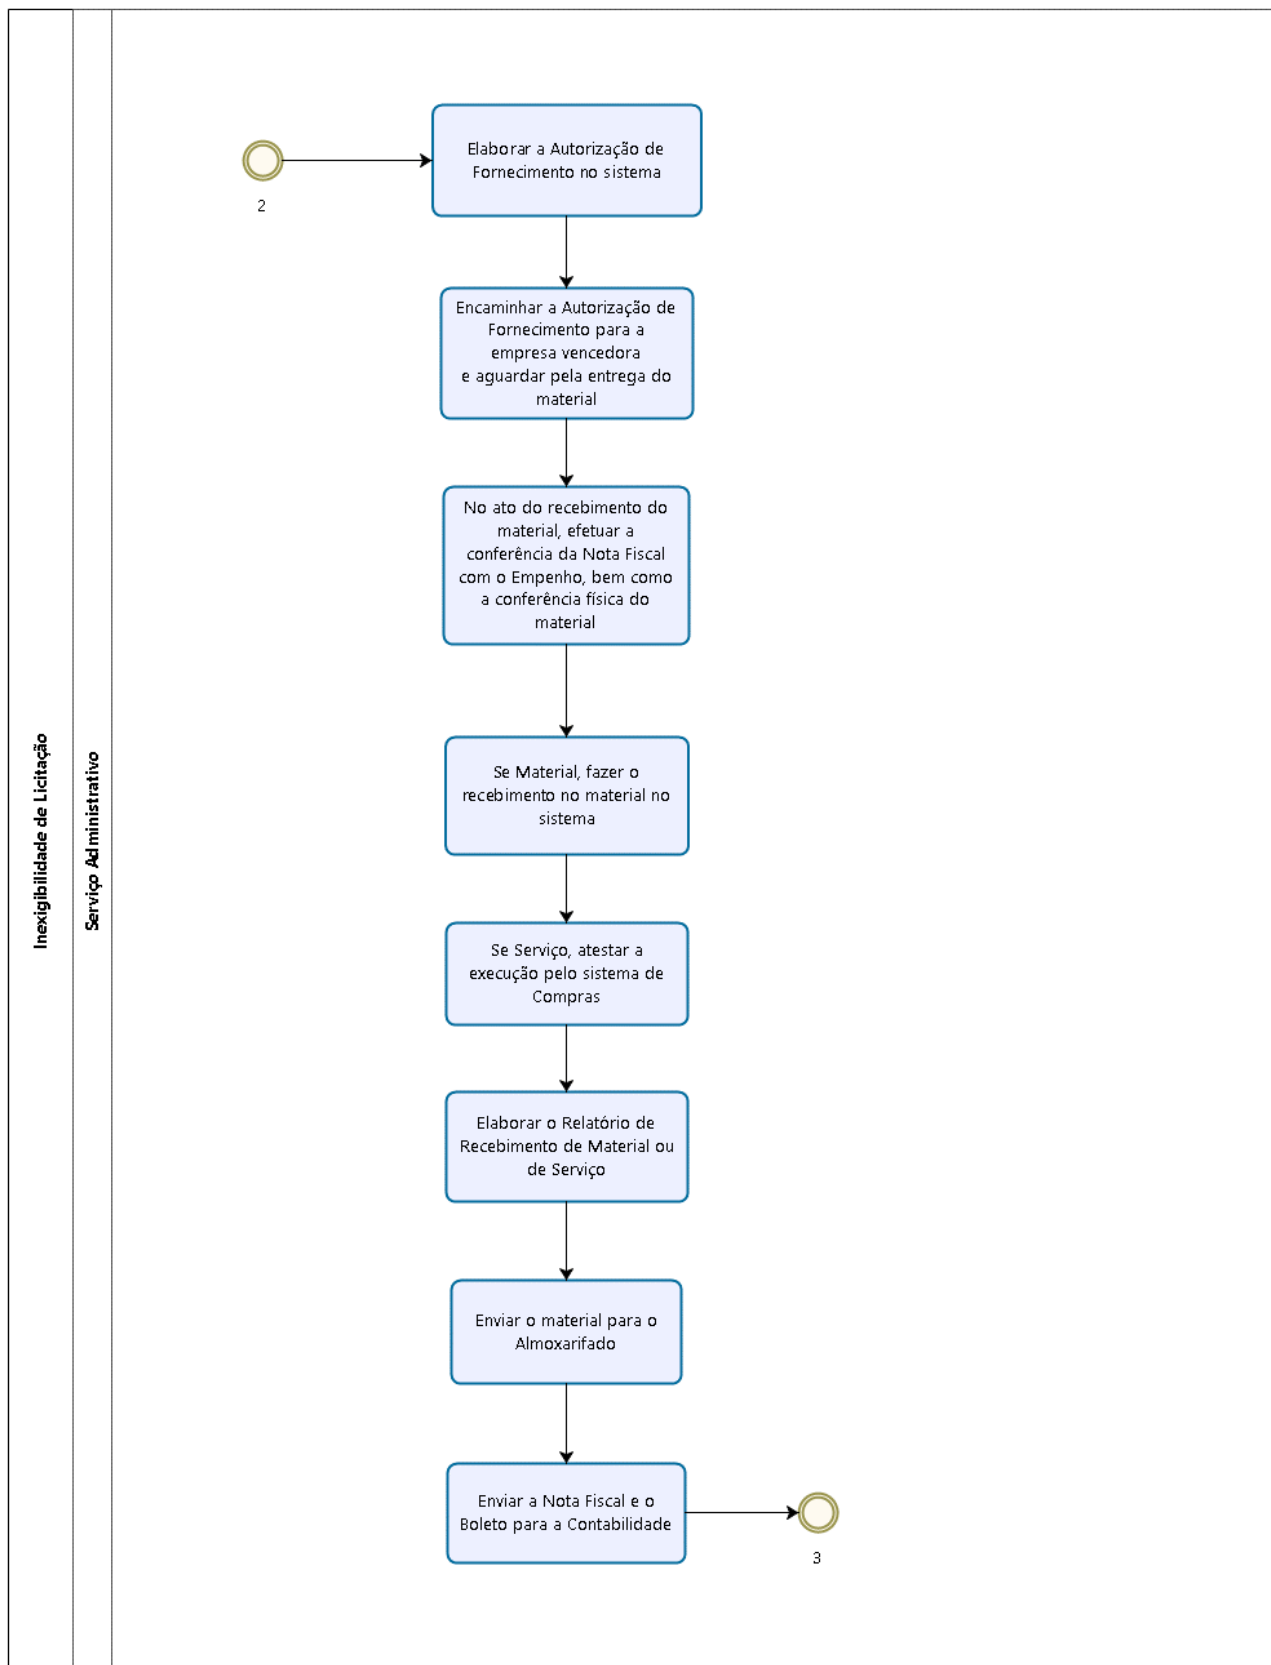 Inexigibilidade de Licitação
Serviço Administrativo
2
Elaborar a Autorização de
Fornecimento no sistema
Encaminhar a Autorização de
Fornecimento para a
empresa vencedora
e aguardar pela entrega do
material
No ato do recebimento do
material, efetuar a
conferência da Nota Fiscal
com o Empenho, bem como
a conferência física do
material
Se Material, fazer o
recebimento no material no
sistema
Se Serviço, atestar a
execução pelo sistema de
Compras
Elaborar o Relatório de
Recebimento de Material ou
de Serviço
Enviar o material para o
Almoxarifado
Enviar a Nota Fiscal e o
Boleto para a Contabilidade
3